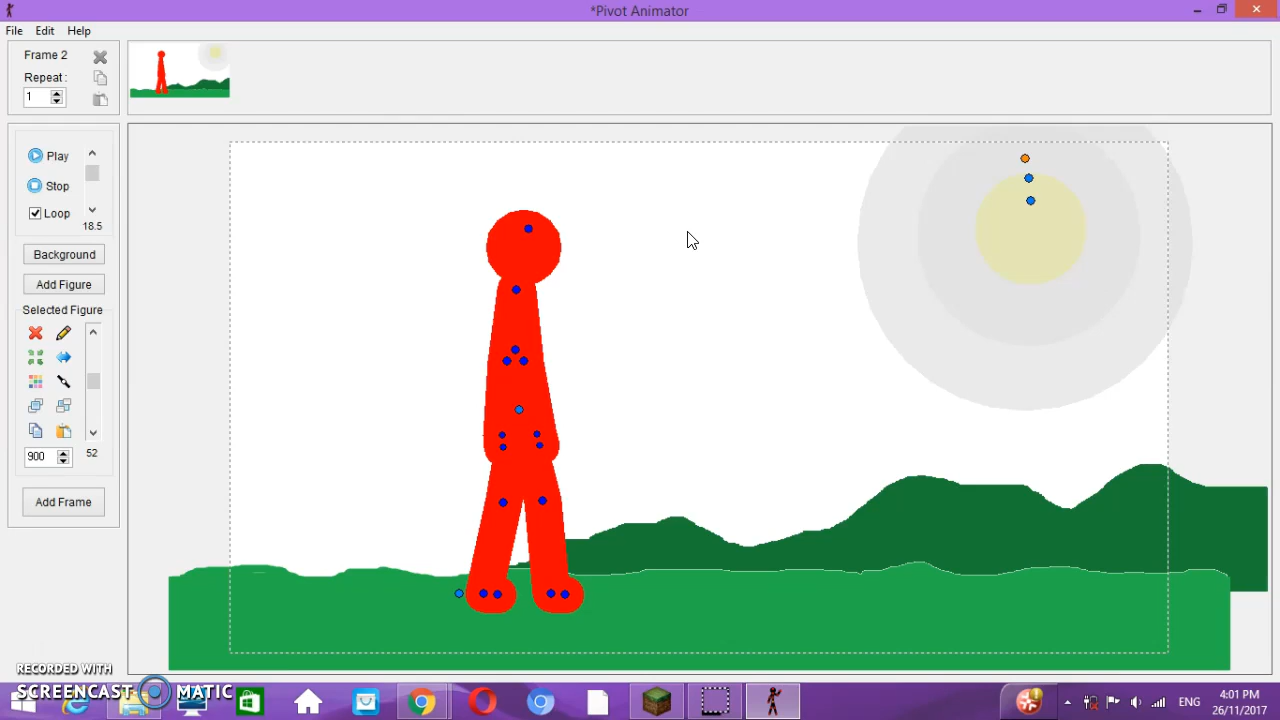 *Pivot Animator
File Edit Help
Frame 2
Repeat :
1
Play
Stop
Loop
18.5
Background
Add Figure
Selected Figure
900
52
Add Frame
RECORDED WITH
SCREENCAST MATIC
ENG
4:01 PM
26/11/2017